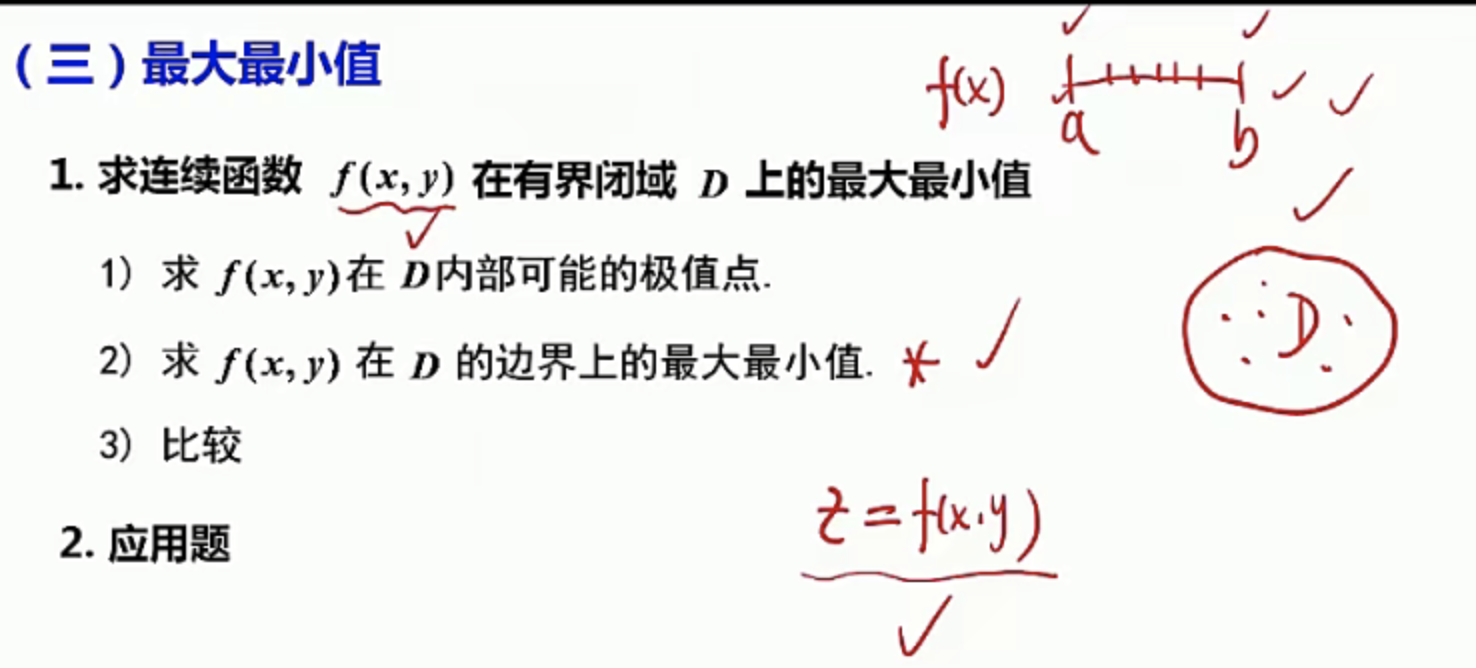 （三）最大最小值
f(x) a b
1. 求连续函数 f(x, y) 在有界闭域 D 上的最大最小值
1) 求 f(x, y)在 D内部可能的极值点.
D
2) 求 f(x, y) 在 D 的边界上的最大最小值. *
3) 比较
z = f(x,y)
2. 应用题